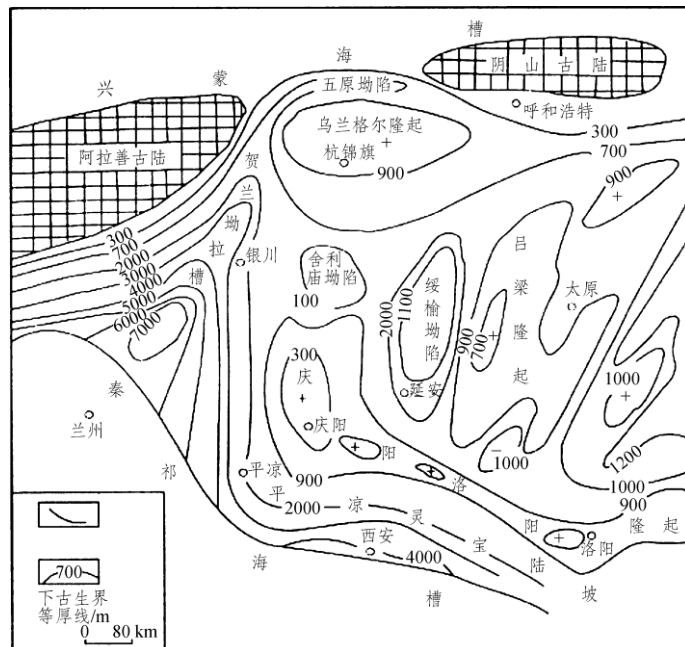 槽
海
蒙
兴
阴山古陆
五原坳陷
呼和浩特
乌兰格尔隆起
杭锦旗
900
300
700
900
阿拉善古陆
贺兰坳拉槽
银川
300
700
2000
3000
4000
5000
6000
7000
舍利
庙坳陷
100
绥榆坳陷
2000
1100
延安
吕梁隆起
900
700
太原
1000
1200
1000
900
1000
300
庆
庆阳
阳
洛
阳
隆起
洛阳
秦
祁
海
槽
兰州
平凉
900
2000
平
凉
灵
宝
陆
坡
西安
4000
700
下古生界
等厚线/m
0 80 km